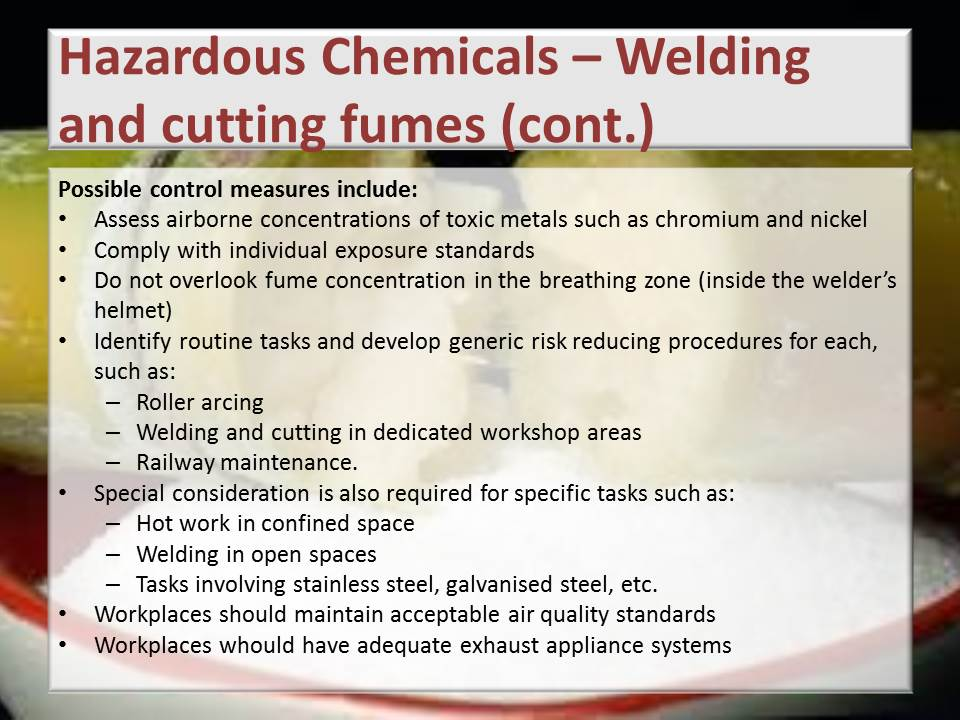 Hazardous Chemicals – Welding
and cutting fumes (cont.)
Possible control measures include:
• Assess airborne concentrations of toxic metals such as chromium and nickel
• Comply with individual exposure standards
• Do not overlook fume concentration in the breathing zone (inside the welder’s
helmet)
• Identify routine tasks and develop generic risk reducing procedures for each,
such as:
– Roller arcing
– Welding and cutting in dedicated workshop areas
– Railway maintenance.
• Special consideration is also required for specific tasks such as:
– Hot work in confined space
– Welding in open spaces
– Tasks involving stainless steel, galvanised steel, etc.
• Workplaces should maintain acceptable air quality standards
• Workplaces whould have adequate exhaust appliance systems